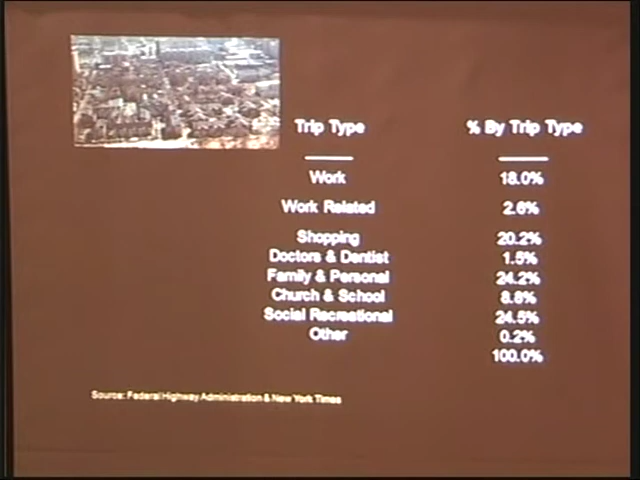 Trip Type % By Trip Type
Work 18.0%
Work Related 2.6%
Shopping 20.2%
Doctors & Dentist 1.5%
Family & Personal 24.2%
Church & School 8.8%
Social Recreational 24.5%
Other 0.2%
100.0%
Source: Federal Highway Administration & New York Times